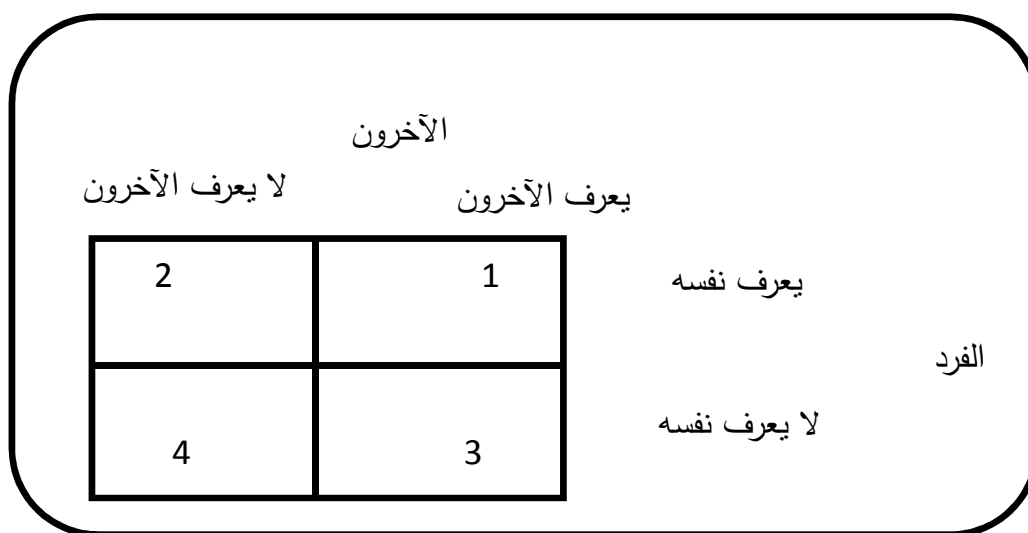 الآخرون
يعرف الآخرون
لا يعرف الآخرون
1
2
يعرف نفسه
الفرد
3
4
لا يعرف نفسه